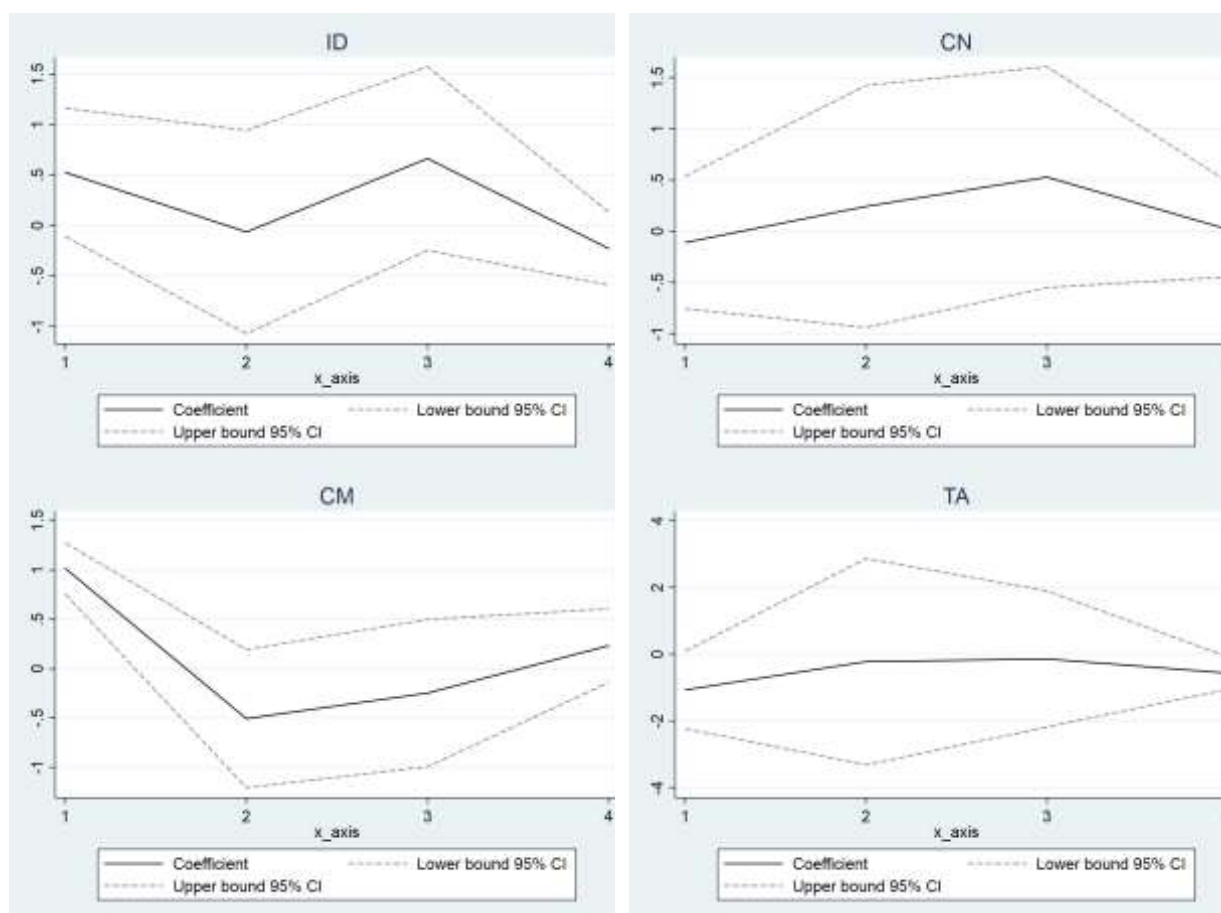 ID
1.5
1
.5
0
-.5
-1
1
2
3
4
x_axis
Coefficient
Lower bound 95% CI
Upper bound 95% CI
CN
1.5
1
.5
0
-.5
-1
1
2
3
x_axis
Coefficient
Lower bound 95% CI
Upper bound 95% CI
CM
1.5
1
.5
0
-.5
-1
1
2
3
4
x_axis
Coefficient
Lower bound 95% CI
Upper bound 95% CI
TA
4
2
0
-2
-4
1
2
3
x_axis
Coefficient
Lower bound 95% CI
Upper bound 95% CI